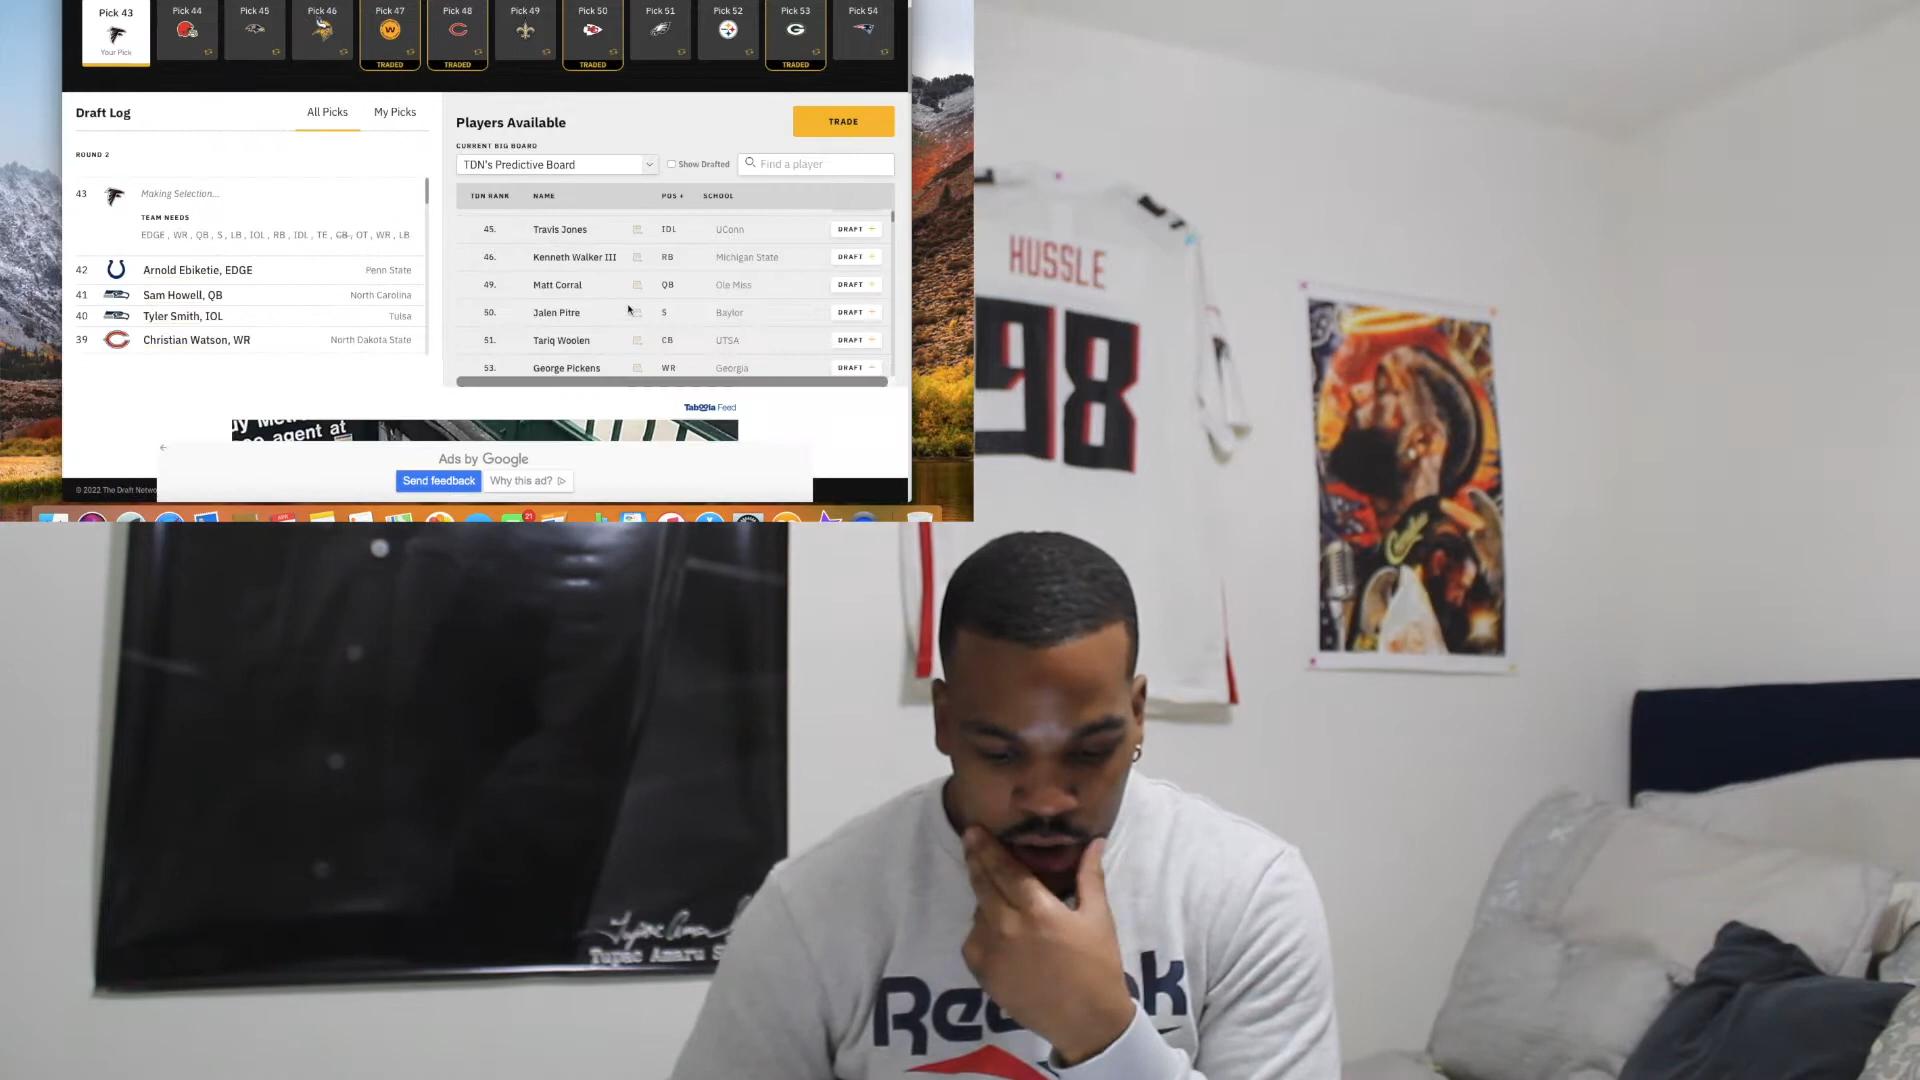 Pick 43
Your Pick
Pick 44
Pick 45
Pick 46
Pick 47
TRADED
Pick 48
TRADED
Pick 49
Pick 50
TRADED
Pick 51
Pick 52
Pick 53
TRADED
Pick 54
Draft Log
All Picks
My Picks
ROUND 2
43 Making Selection...
TEAM NEEDS
EDGE , WR , QB , S , LB , IOL , RB , IDL , TE , CB , OT , WR , LB
42 Arnold Ebiketie, EDGE Penn State
41 Sam Howell, QB North Carolina
40 Tyler Smith, IOL Tulsa
39 Christian Watson, WR North Dakota State
Players Available
TRADE
CURRENT BIG BOARD
TDN's Predictive Board
Show Drafted
Find a player
TDN RANK NAME POS + SCHOOL
45. Travis Jones IDL UConn DRAFT +
46. Kenneth Walker III RB Michigan State DRAFT +
49. Matt Corral QB Ole Miss DRAFT +
50. Jalen Pitre S Baylor DRAFT +
51. Tariq Woolen CB UTSA DRAFT +
53. George Pickens WR Georgia DRAFT +
Taboola Feed
agent at
Ads by Google
Send feedback
Why this ad?
© 2022 The Draft Netwo
21
HUSSLE
98
Tupac Amaru S
Reebok